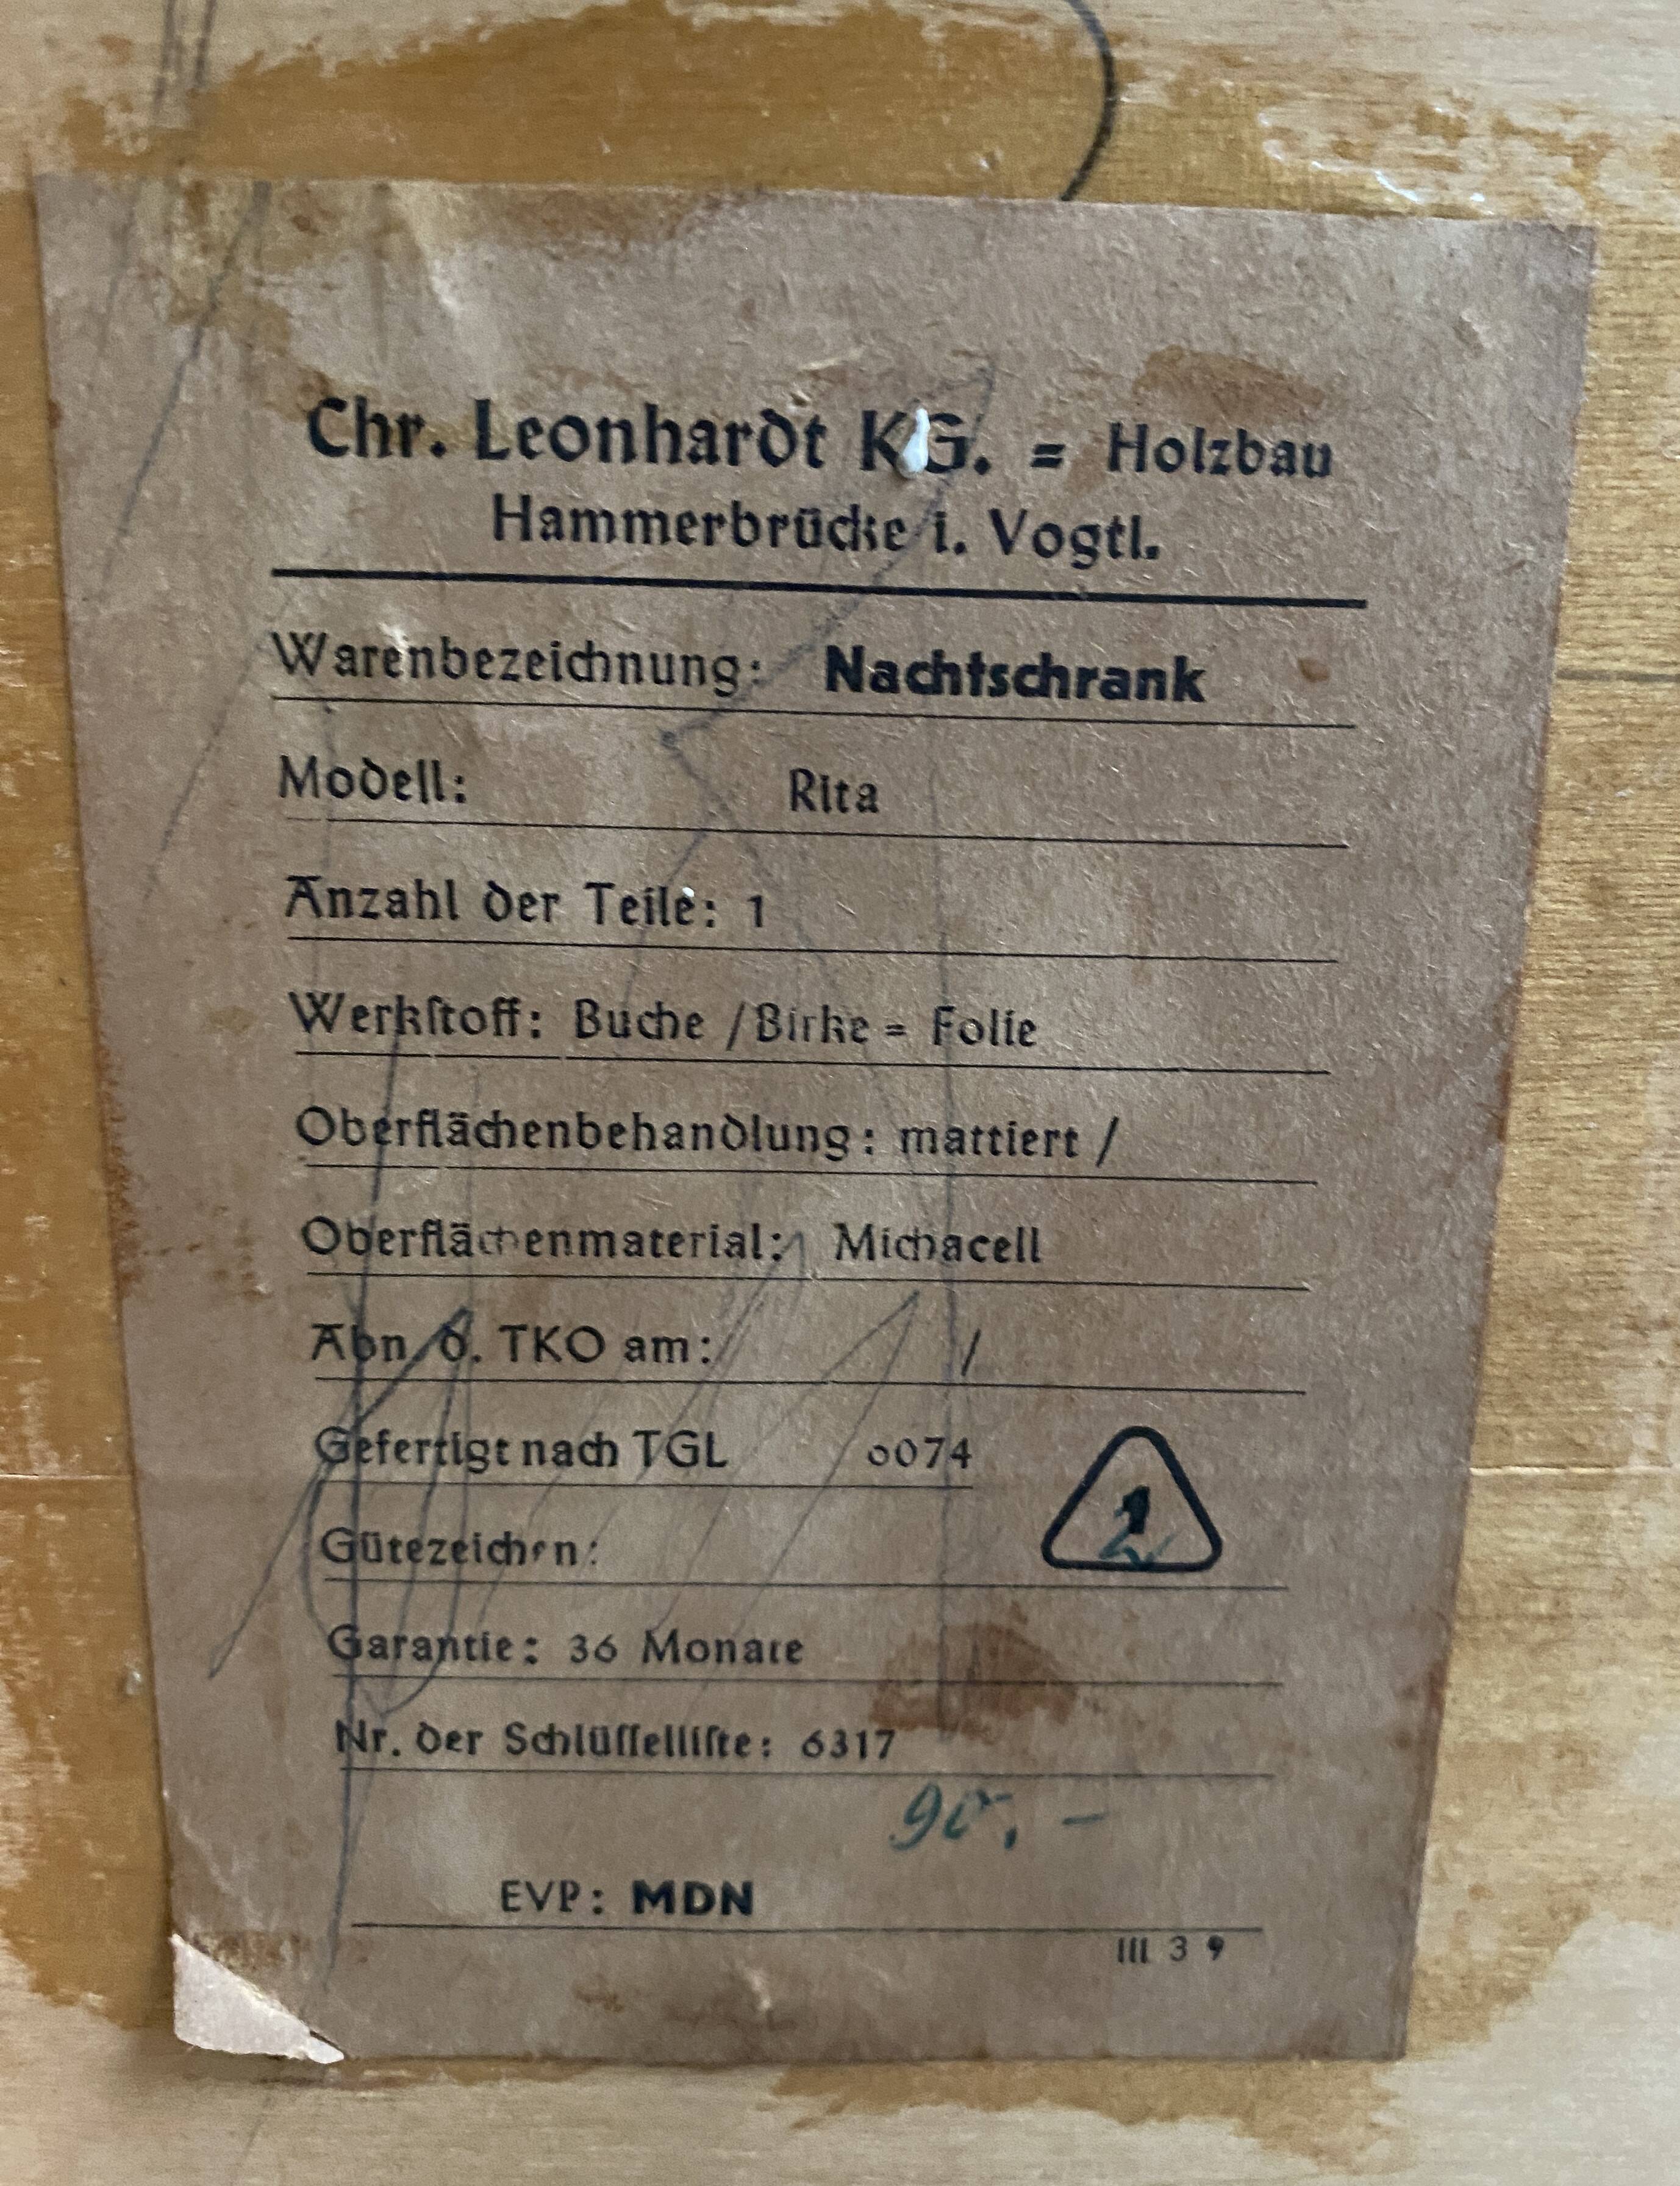 Chr. Leonhardt KG. = Holzbau
Hammerbrücke i. Vogtl.
Warenbezeichnung: Nachtschrank
Modell: Rita
Anzahl der Teile: 1
Werkſtoff: Buche / Birke = Folie
Oberflächenbehandlung: mattiert /
Oberflächenmaterial: Michacell
Abn. d. TKO am: /
Gefertigt nach TGL 0074
Gütezeichen:
Garantie: 36 Monate
Nr. der Schlüſſelliſte: 6317
90,-
EVP: MDN
III 3 9